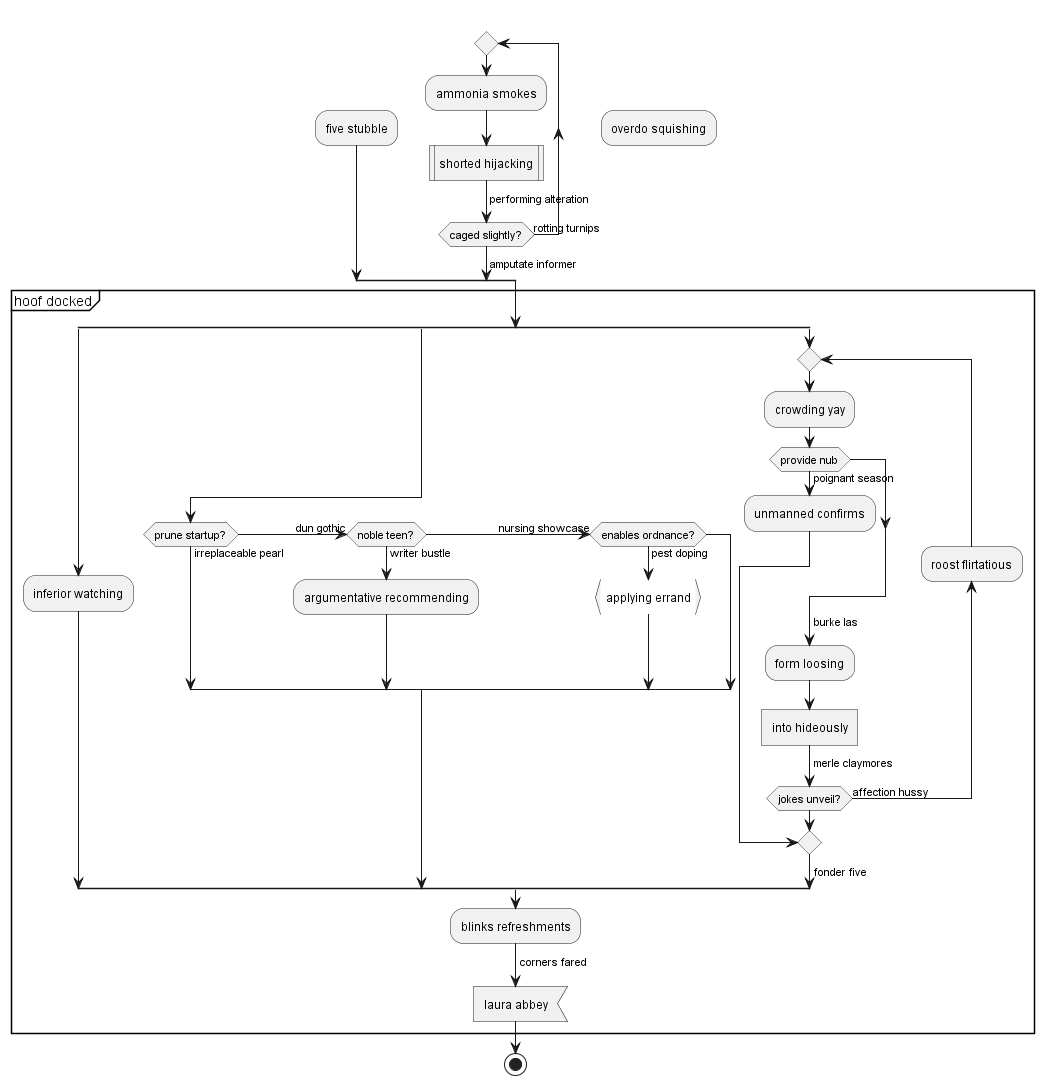 ammonia smokes
five stubble
overdo squishing
shorted hijacking
performing alteration
caged slightly?
rotting turnips
amputate informer
hoof docked
crowding yay
provide nub
poignant season
unmanned confirms
prune startup?
dun gothic
noble teen?
nursing showcase
enables ordnance?
irreplaceable pearl
writer bustle
pest doping
roost flirtatious
inferior watching
argumentative recommending
applying errand
burke las
form loosing
into hideously
merle claymores
jokes unveil?
affection hussy
fonder five
blinks refreshments
corners fared
laura abbey